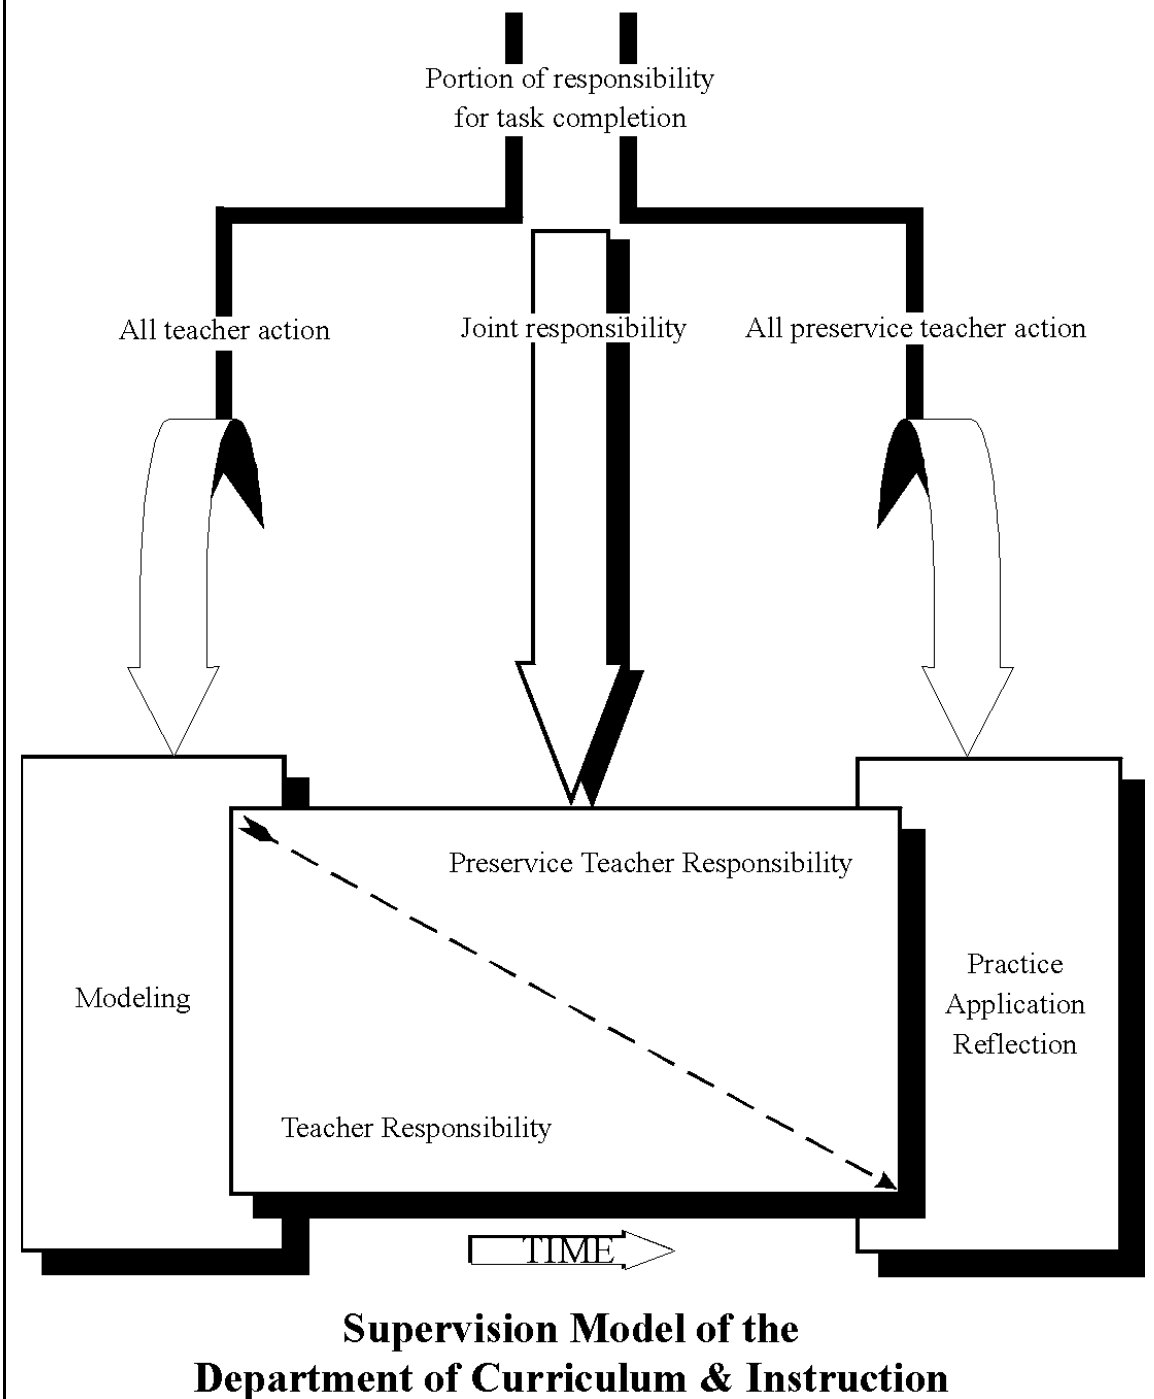 Portion of responsibility
for task completion
All teacher action
Joint responsibility
All preservice teacher action
Preservice Teacher Responsibility
Modeling
Practice
Application
Reflection
Teacher Responsibility
TIME
Supervision Model of the
Department of Curriculum & Instruction